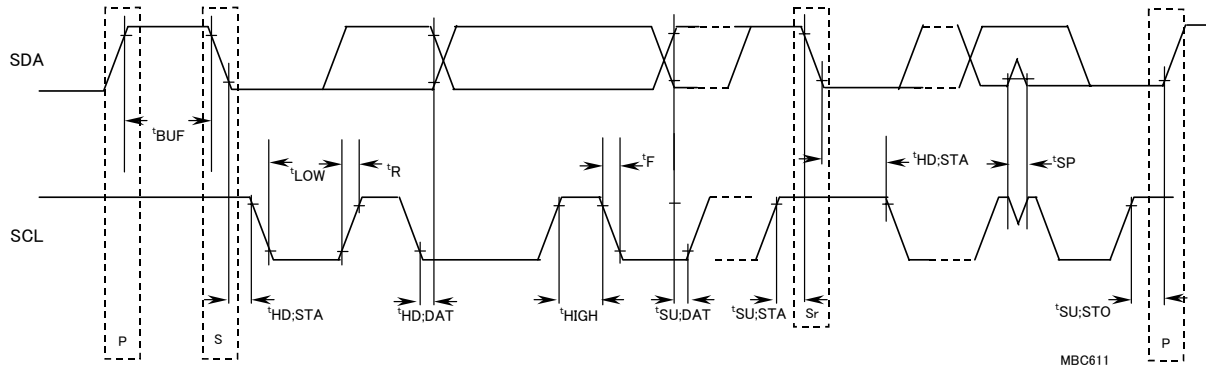 SDA
tBUF
tLOW
tR
tF
tHD;STA
tSP
SCL
tHD;STA
tHD;DAT
tHIGH
tSU;DAT
tSU;STA
Sr
tSU;STO
P
S
P
MBC611